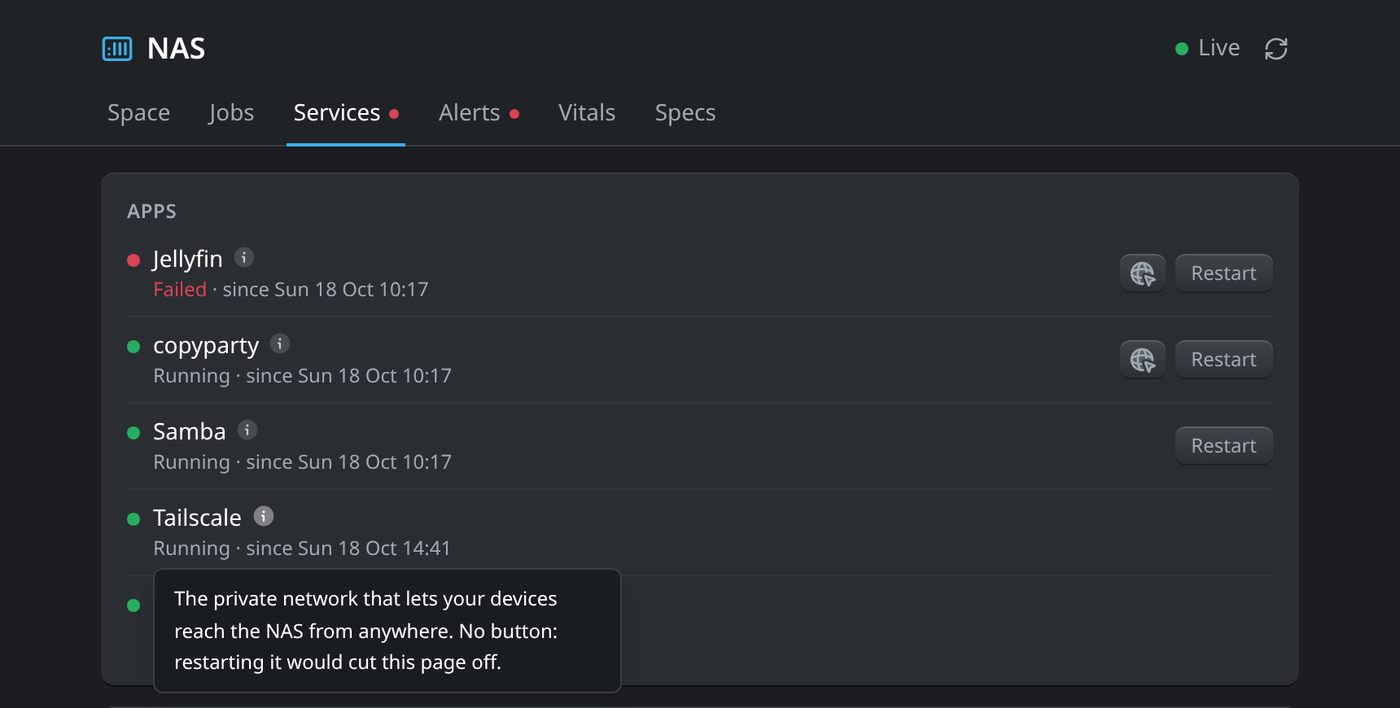 NAS
Live
Space Jobs Services Alerts Vitals Specs
APPS
Jellyfin
Failed · since Sun 18 Oct 10:17
Restart
copyparty
Running · since Sun 18 Oct 10:17
Restart
Samba
Running · since Sun 18 Oct 10:17
Restart
Tailscale
Running · since Sun 18 Oct 14:41
The private network that lets your devices
reach the NAS from anywhere. No button:
restarting it would cut this page off.